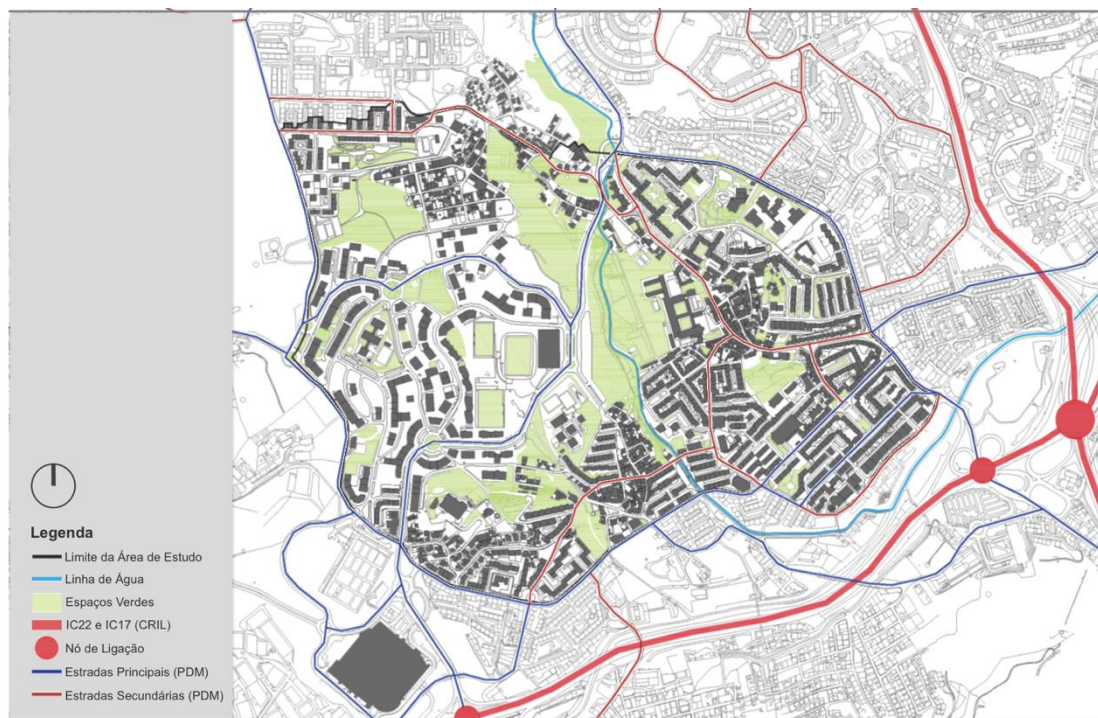 Legenda
Limite da Área de Estudo
Linha de Água
Espaços Verdes
IC22 e IC17 (CRIL)
Nó de Ligação
Estradas Principais (PDM)
Estradas Secundárias (PDM)